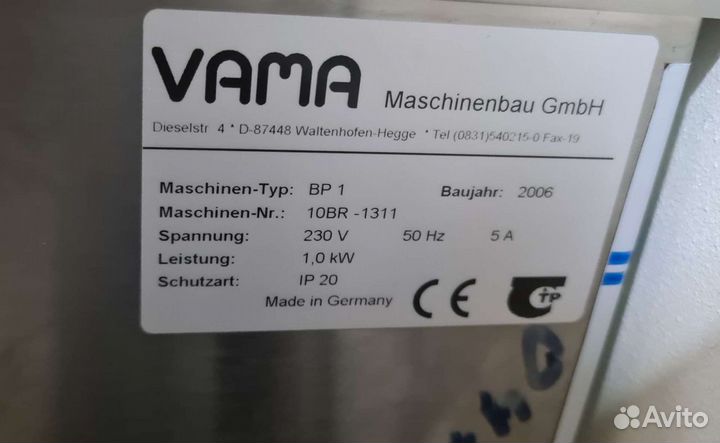 VAMA Maschinenbau GmbH
Dieselstr 4 * D-87448 Waltenhofen-Hegge * Tel (0831)540215-0 Fax-19
Maschinen-Typ: BP 1 Baujahr: 2006
Maschinen-Nr.: 10BR -1311
Spannung: 230 V 50 Hz 5 A
Leistung: 1,0 kW
Schutzart: IP 20
Made in Germany CE TP
Avito